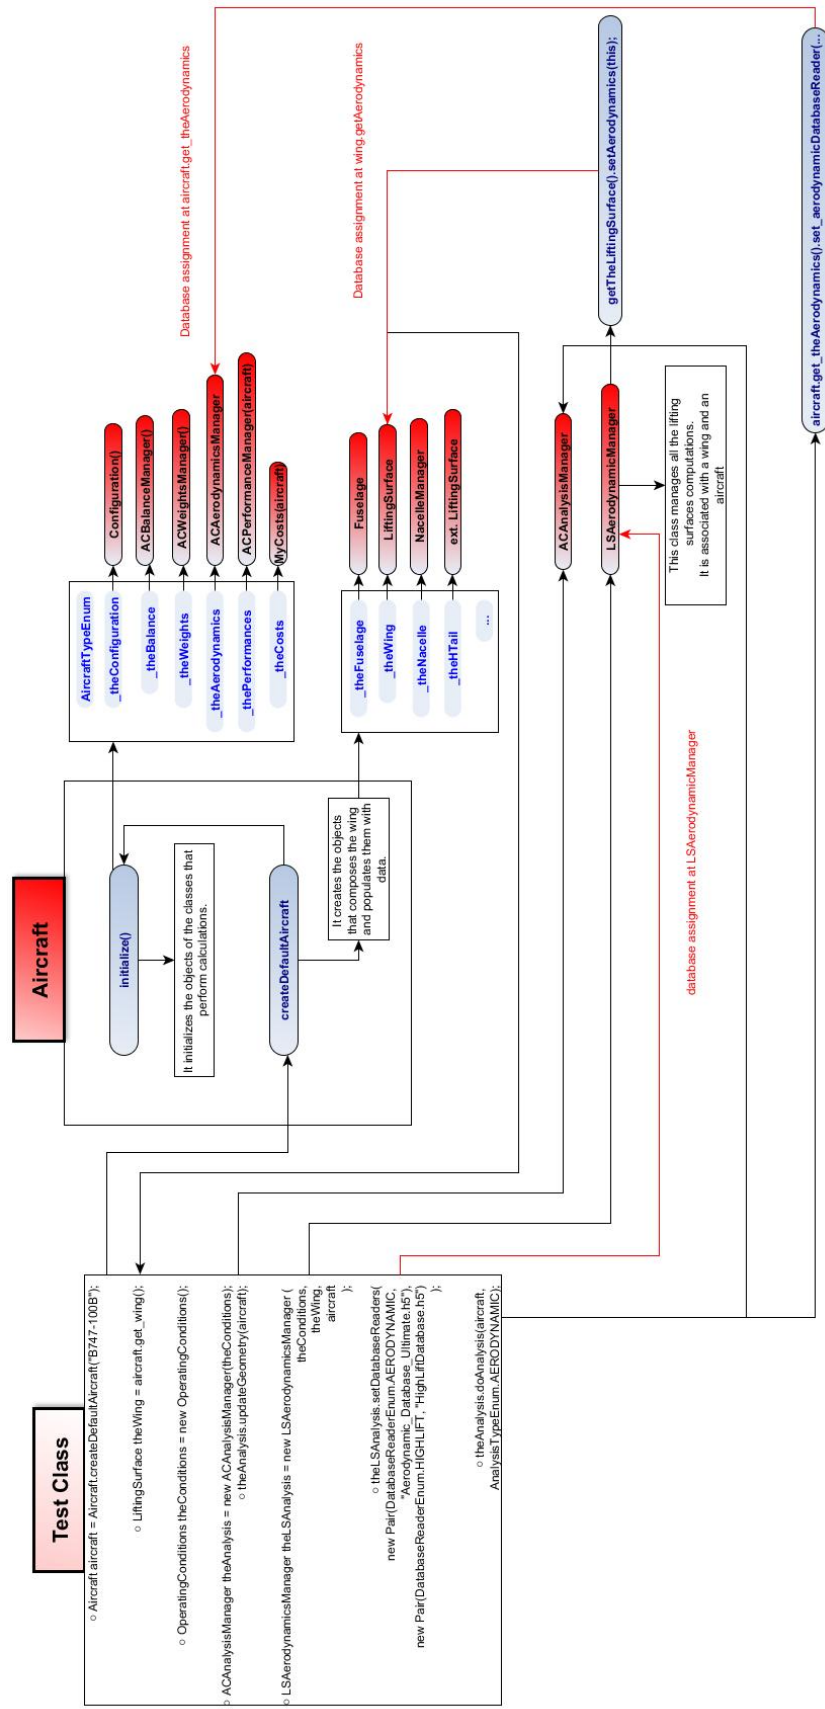 Test Class
○ Aircraft aircraft = Aircraft.createDefaultAircraft("B747-100B");
○ LiftingSurface theWing = aircraft.get_wing();
○ OperatingConditions theConditions = new OperatingConditions();
○ ACAnalysisManager theAnalysis = new ACAnalysisManager(theConditions);
○ theAnalysis.updateGeometry(aircraft);
○ LSAerodynamicsManager theLSAnalysis = new LSAerodynamicsManager (
theConditions,
theWing,
aircraft
);
○ theLSAnalysis.setDatabaseReaders(
new Pair(DatabaseReaderEnum.AERODYNAMIC,
"Aerodynamic_Database_Ultimate.h5"),
new Pair(DatabaseReaderEnum.HIGHLIFT, "HighLiftDatabase.h5")
);
○ theAnalysis.doAnalysis(aircraft,
AnalysisTypeEnum.AERODYNAMIC);
Aircraft
initialize()
It initializes the objects of the classes that
perform calculations.
createDefaultAircraft
It creates the objects
that composes the wing
and populates them with
data.
AircraftTypeEnum
_theConfiguration
_theBalance
_theWeights
_theAerodynamics
_thePerformances
_theCosts
Configuration()
ACBalanceManager()
ACWeightsManager()
ACAerodynamicsManager
ACPerformanceManager(aircraft)
MyCosts(aircraft)
_theFuselage
_theWing
_theNacelle
_theHTail
...
Fuselage
LiftingSurface
NacelleManager
ext. LiftingSurface
ACAnalysisManager
LSAerodynamicManager
This class manages all the lifting
surfaces computations.
It is associated with a wing and an
aircraft
database assignment at LSAerodynamicManager
Database assignment at aircraft.get_theAerodynamics
Database assignment at wing.getAerodynamics
getTheLiftingSurface().setAerodynamics(this);
aircraft.get_theAerodynamics().set_aerodynamicDatabaseReader(...